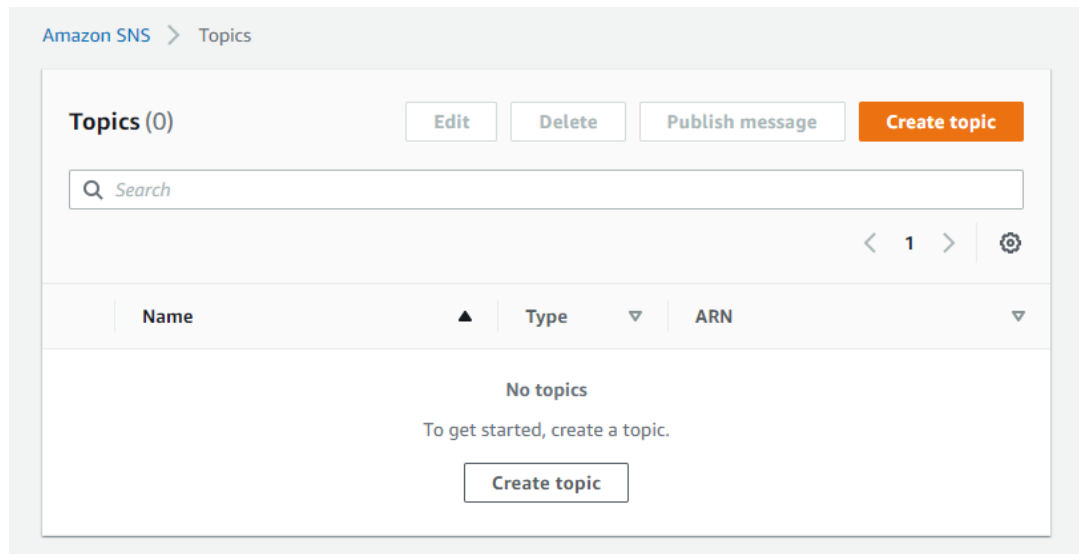 Amazon SNS > Topics
Topics (0) Edit Delete Publish message Create topic
Search
1
Name Type ARN
No topics
To get started, create a topic.
Create topic